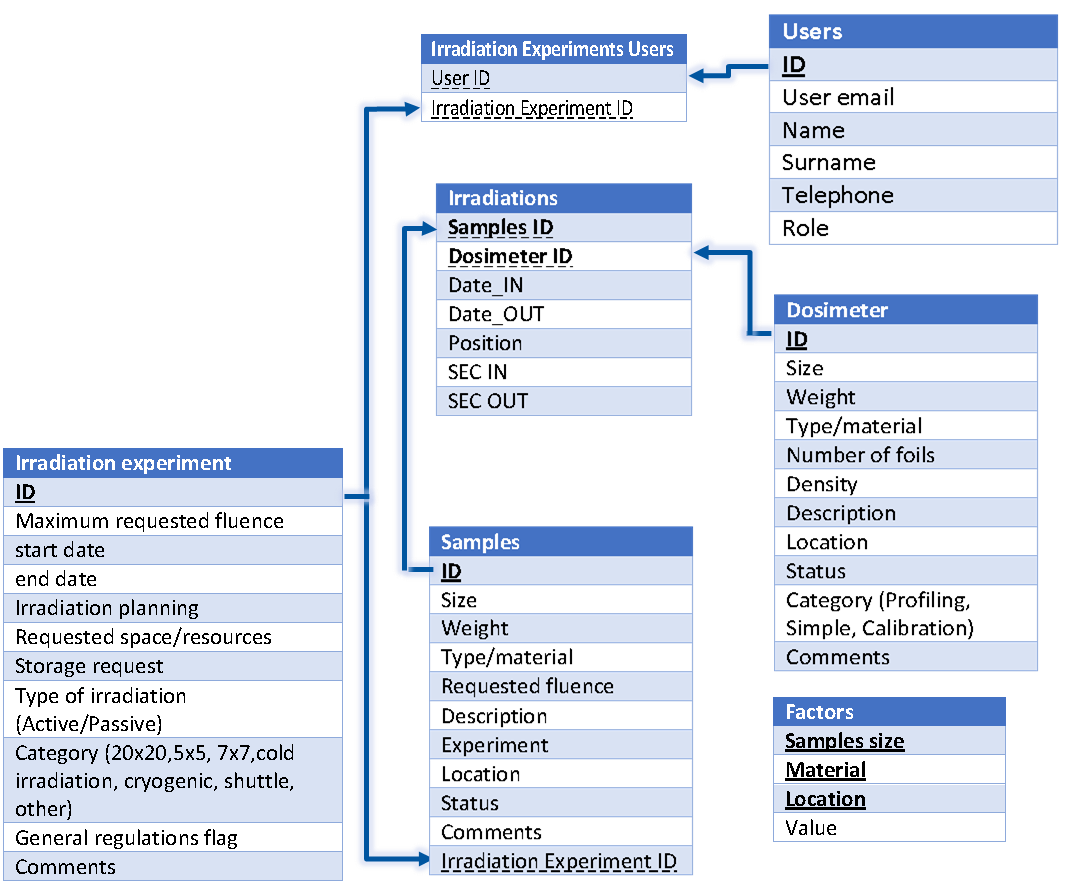 Irradiation Experiments Users
User ID
Irradiation Experiment ID
Users
ID
User email
Name
Surname
Telephone
Role
Irradiations
Samples ID
Dosimeter ID
Date_IN
Date_OUT
Position
SEC IN
SEC OUT
Dosimeter
ID
Size
Weight
Type/material
Number of foils
Density
Description
Location
Status
Category (Profiling,
Simple, Calibration)
Comments
Irradiation experiment
ID
Maximum requested fluence
start date
end date
Irradiation planning
Requested space/resources
Storage request
Type of irradiation
(Active/Passive)
Category (20x20,5x5, 7x7,cold
irradiation, cryogenic, shuttle,
other)
General regulations flag
Comments
Samples
ID
Size
Weight
Type/material
Requested fluence
Description
Experiment
Location
Status
Comments
Irradiation Experiment ID
Factors
Samples size
Material
Location
Value